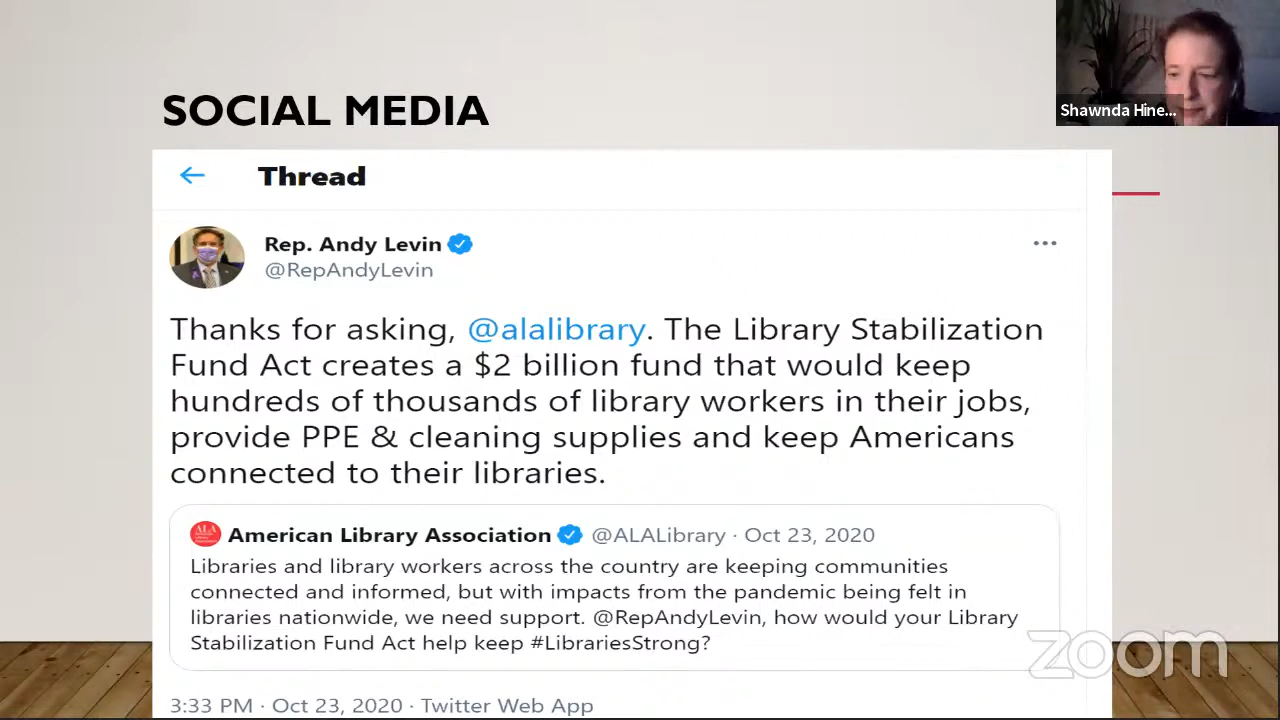 SOCIAL MEDIA
Shawnda Hine...
Thread
Rep. Andy Levin
@RepAndyLevin
Thanks for asking, @alalibrary. The Library Stabilization
Fund Act creates a $2 billion fund that would keep
hundreds of thousands of library workers in their jobs,
provide PPE & cleaning supplies and keep Americans
connected to their libraries.
ALA
American Library Association @ALALibrary · Oct 23, 2020
Libraries and library workers across the country are keeping communities
connected and informed, but with impacts from the pandemic being felt in
libraries nationwide, we need support. @RepAndyLevin, how would your Library
Stabilization Fund Act help keep #LibrariesStrong?
3:33 PM · Oct 23, 2020 · Twitter Web App
zoom